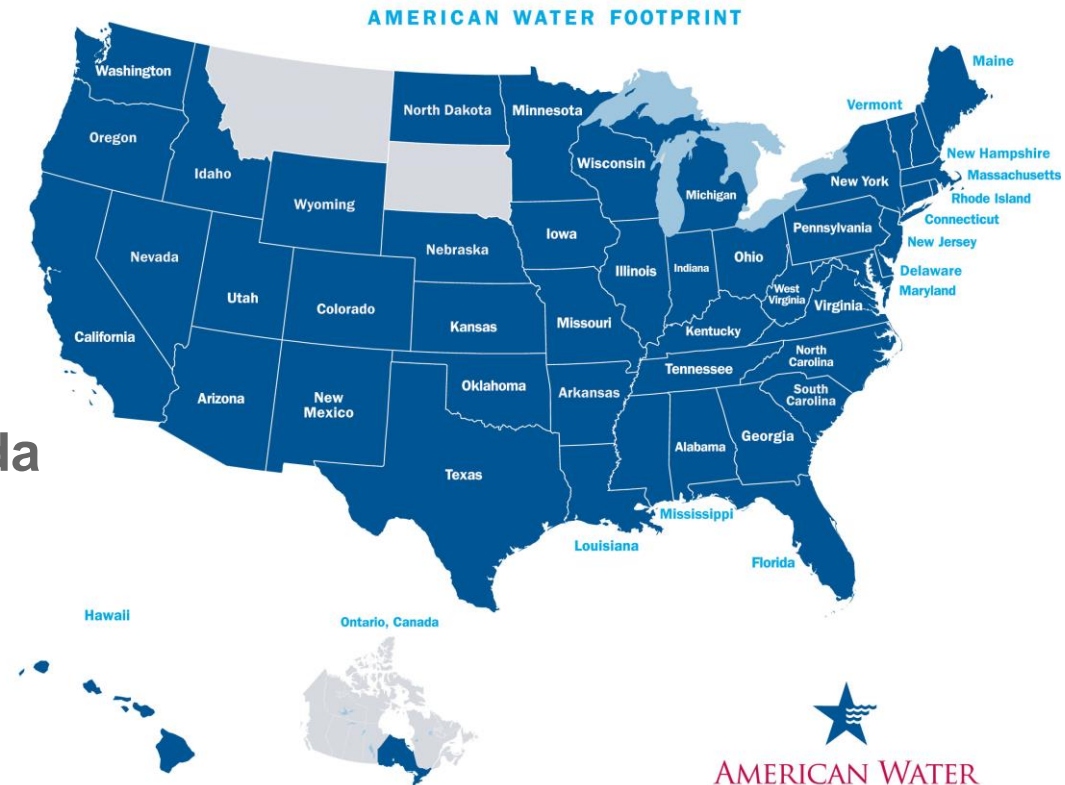 AMERICAN WATER FOOTPRINT
Washington
Oregon
Idaho
North Dakota
Minnesota
Wisconsin
Michigan
Maine
Vermont
New Hampshire
Massachusetts
Rhode Island
Connecticut
New Jersey
Delaware
Maryland
New York
Pennsylvania
Wyoming
Nebraska
Iowa
Illinois
Indiana
Ohio
West
Virginia
Virginia
Nevada
Utah
Colorado
Kansas
Missouri
Kentucky
California
Arizona
New
Mexico
Oklahoma
Arkansas
Tennessee
North
Carolina
South
Carolina
Texas
Alabama
Georgia
Mississippi
Louisiana
Florida
da
Hawaii
Ontario, Canada
AMERICAN WATER